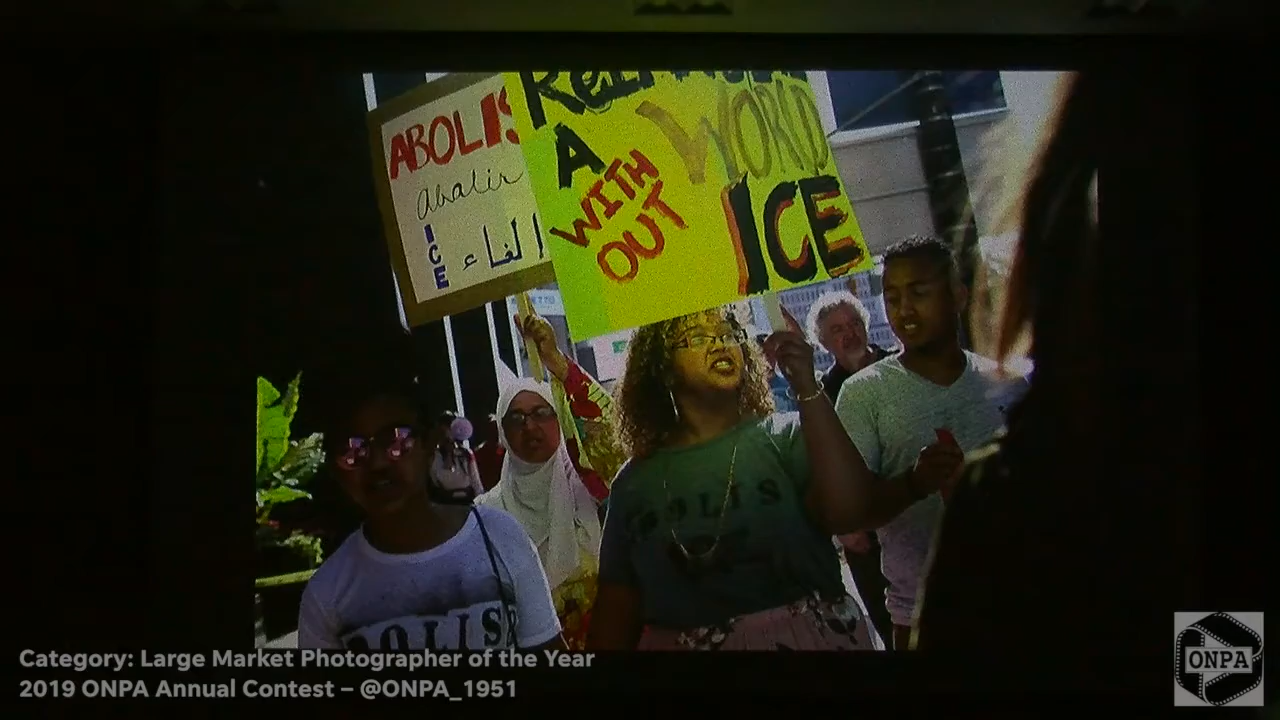 ABOLIS
Abolir
ICE
الغاء
A
WORLD
WITH
OUT
ICE
ABOLIS
OLIS
Category: Large Market Photographer of the Year
2019 ONPA Annual Contest – @ONPA_1951
ONPA